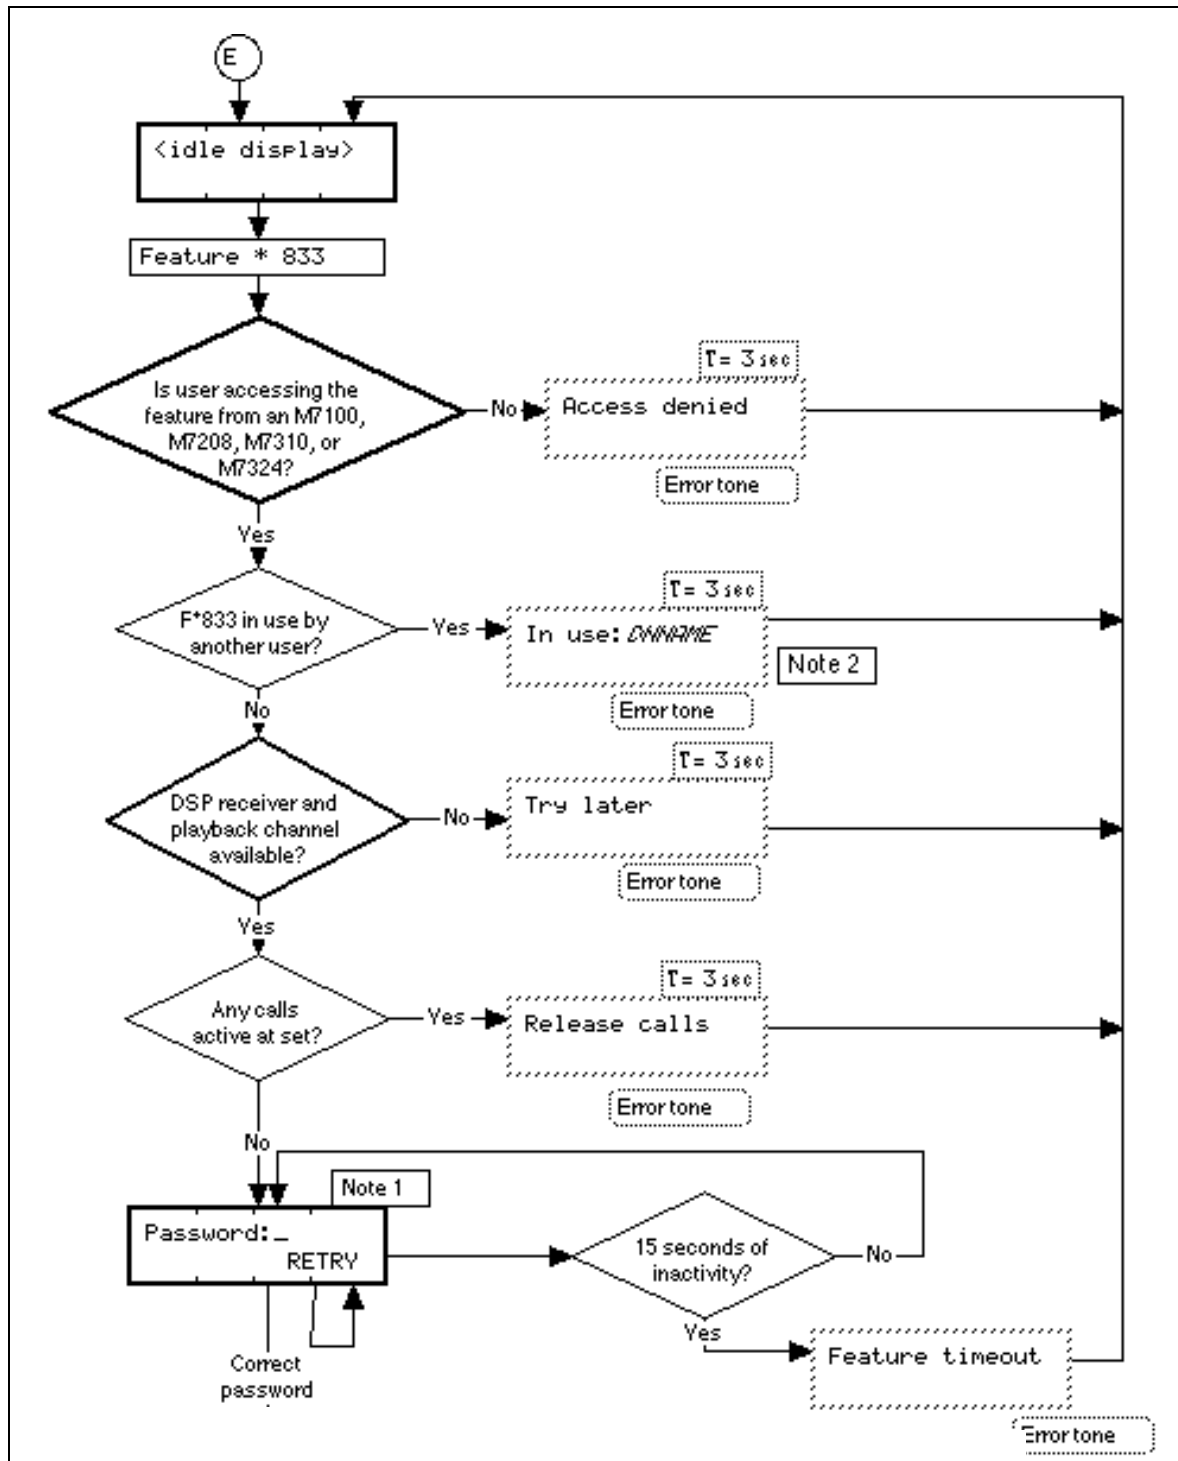 E
<idle display>
Feature * 833
Is user accessing the
feature from an M7100,
M7208, M7310, or
M7324?
No
T= 3 sec
Access denied
Error tone
Yes
F*833 in use by
another user?
Yes
T= 3 sec
In use: DNNAME
Note 2
Error tone
No
DSP receiver and
playback channel
available?
No
T= 3 sec
Try later
Error tone
Yes
Any calls
active at set?
Yes
T= 3 sec
Release calls
Error tone
No
Note 1
Password:_
RETRY
15 seconds of
inactivity?
No
Yes
Feature timeout
Error tone
Correct
password